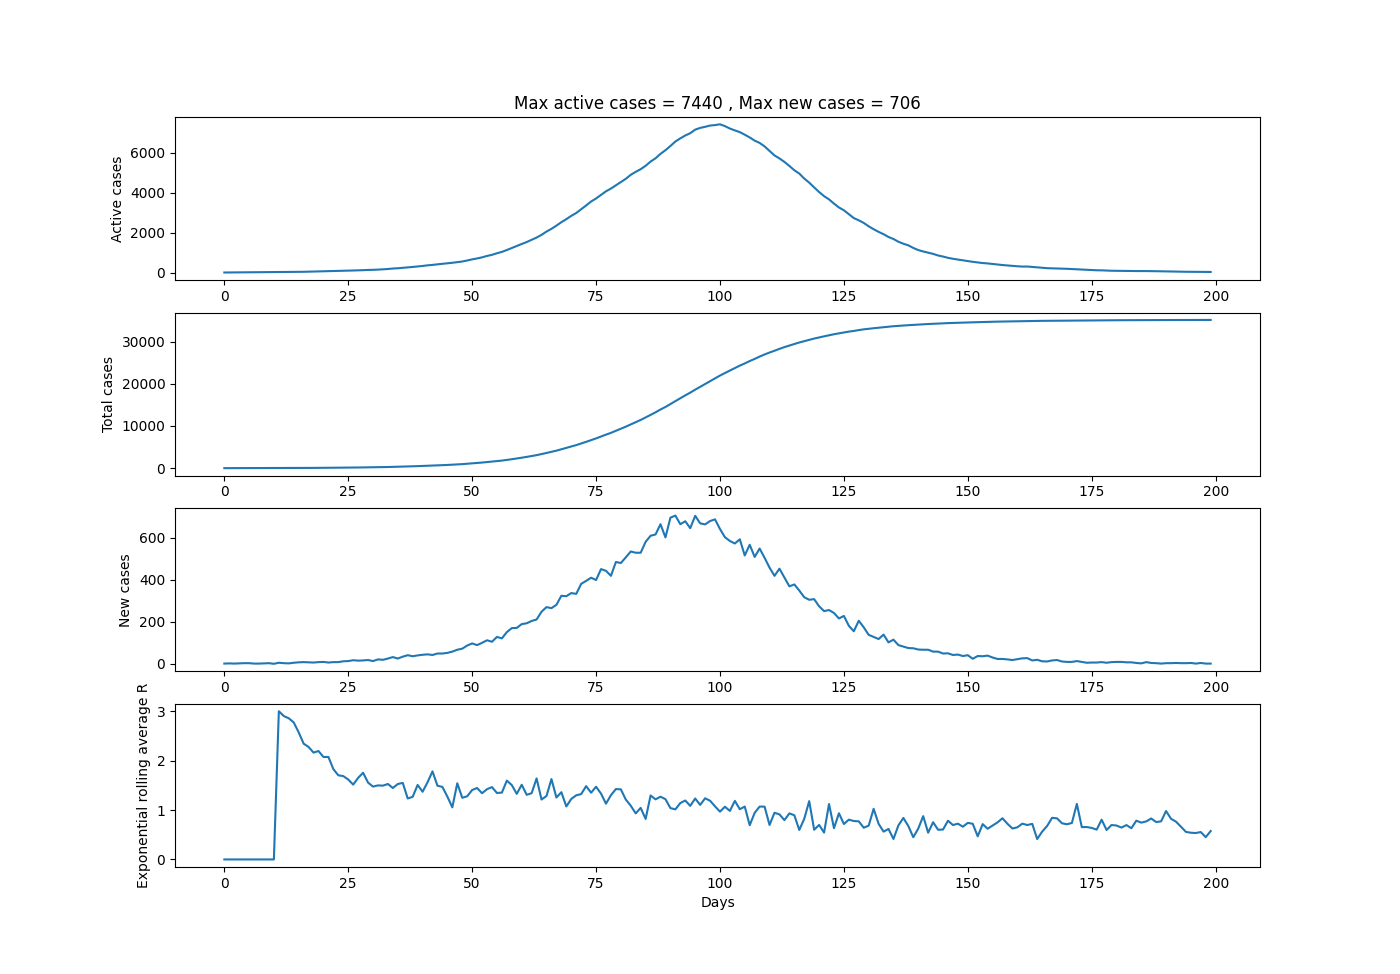 Max active cases = 7440 , Max new cases = 706
Active cases
6000
4000
2000
0
0 25 50 75 100 125 150 175 200
Total cases
30000
20000
10000
0
0 25 50 75 100 125 150 175 200
New cases
600
400
200
0
0 25 50 75 100 125 150 175 200
Exponential rolling average R
3
2
1
0
0 25 50 75 100 125 150 175 200
Days